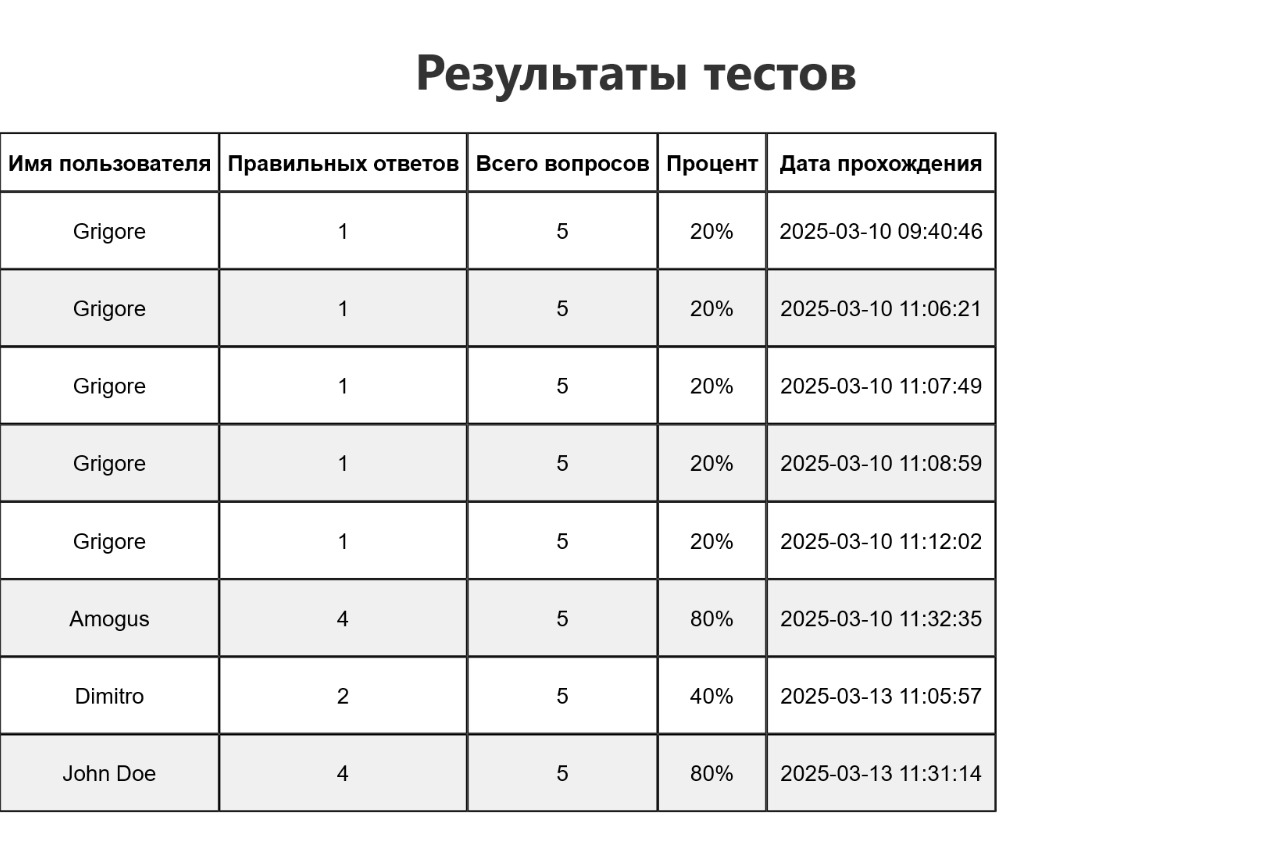 Результаты тестов
Имя пользователя Правильных ответов Всего вопросов Процент Дата прохождения
Grigore 1 5 20% 2025-03-10 09:40:46
Grigore 1 5 20% 2025-03-10 11:06:21
Grigore 1 5 20% 2025-03-10 11:07:49
Grigore 1 5 20% 2025-03-10 11:08:59
Grigore 1 5 20% 2025-03-10 11:12:02
Amogus 4 5 80% 2025-03-10 11:32:35
Dimitro 2 5 40% 2025-03-13 11:05:57
John Doe 4 5 80% 2025-03-13 11:31:14